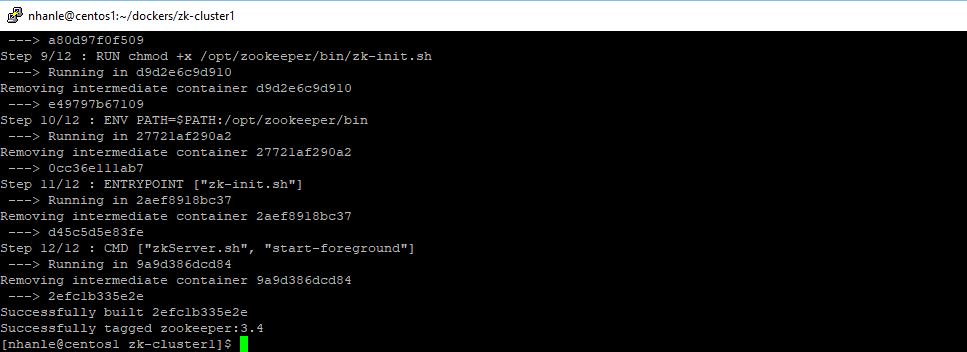 nhanle@centos1:~/dockers/zk-cluster1
---> a80d97f0f509
Step 9/12 : RUN chmod +x /opt/zookeeper/bin/zk-init.sh
---> Running in d9d2e6c9d910
Removing intermediate container d9d2e6c9d910
---> e49797b67109
Step 10/12 : ENV PATH=$PATH:/opt/zookeeper/bin
---> Running in 27721af290a2
Removing intermediate container 27721af290a2
---> 0cc36e111ab7
Step 11/12 : ENTRYPOINT ["zk-init.sh"]
---> Running in 2aef8918bc37
Removing intermediate container 2aef8918bc37
---> d45c5d5e83fe
Step 12/12 : CMD ["zkServer.sh", "start-foreground"]
---> Running in 9a9d386dcd84
Removing intermediate container 9a9d386dcd84
---> 2efc1b335e2e
Successfully built 2efc1b335e2e
Successfully tagged zookeeper:3.4
[nhanle@centos1 zk-cluster1]$